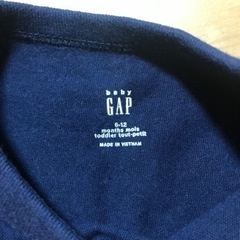 baby
GAP
6-12
months mois
toddler tout-petit
MADE IN VIETNAM